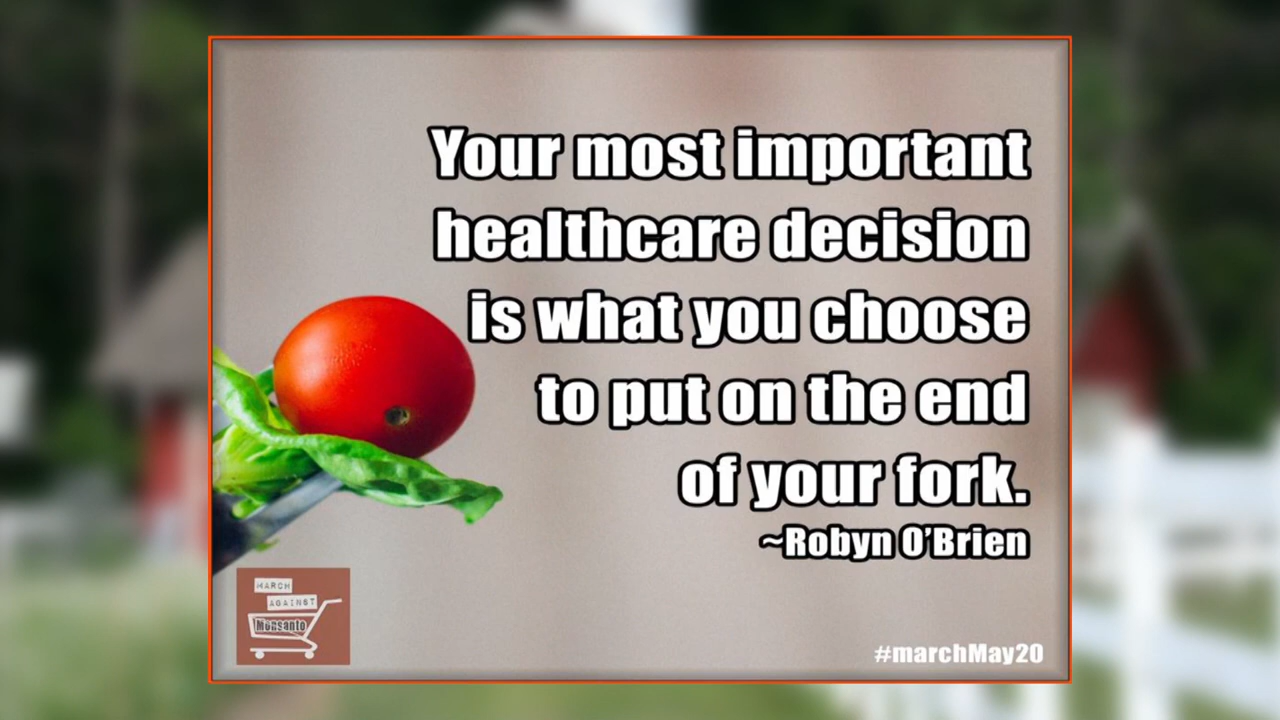 Your most important
healthcare decision
is what you choose
to put on the end
of your fork.
~Robyn O'Brien
MARCH
AGAINST
Monsanto
#marchMay20